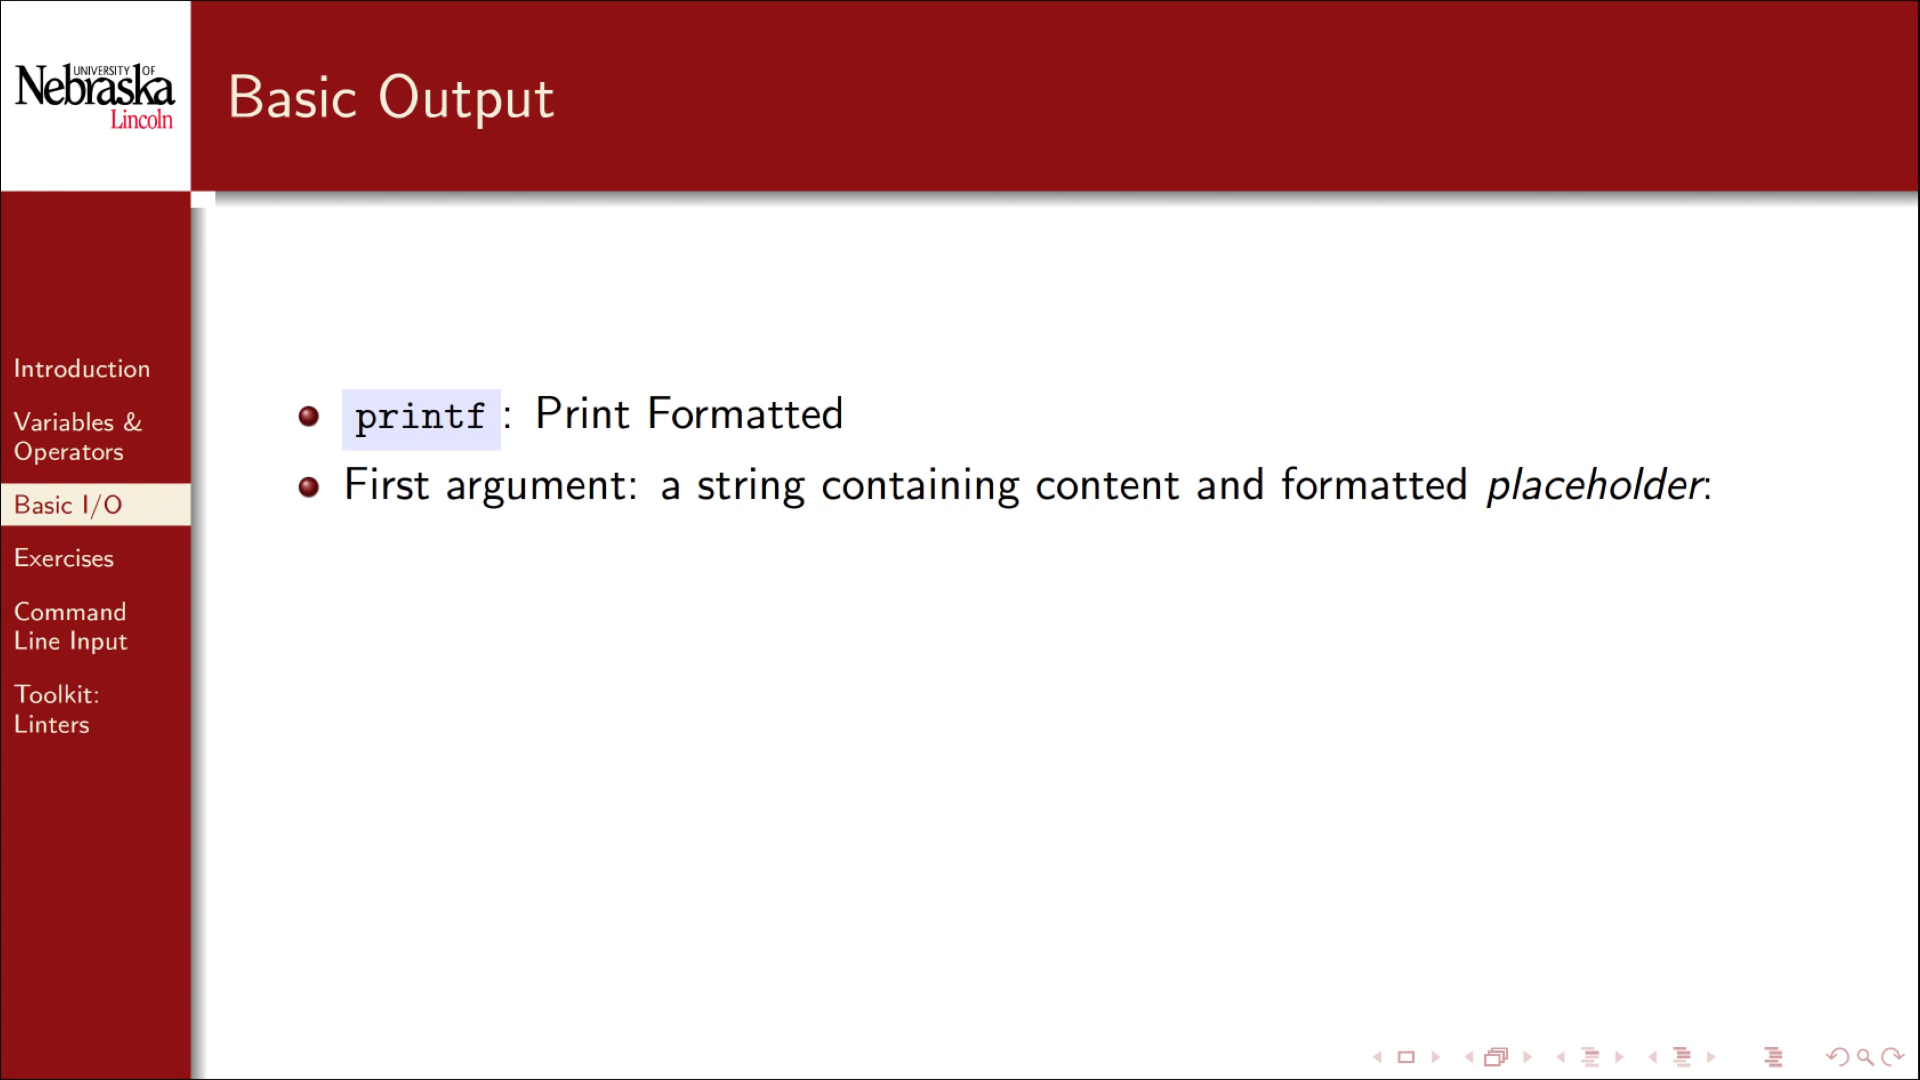 UNIVERSITY OF
Nebraska
Lincoln
Basic Output
Introduction
Variables &
Operators
Basic I/O
Exercises
Command
Line Input
Toolkit:
Linters
printf : Print Formatted
First argument: a string containing content and formatted placeholder: